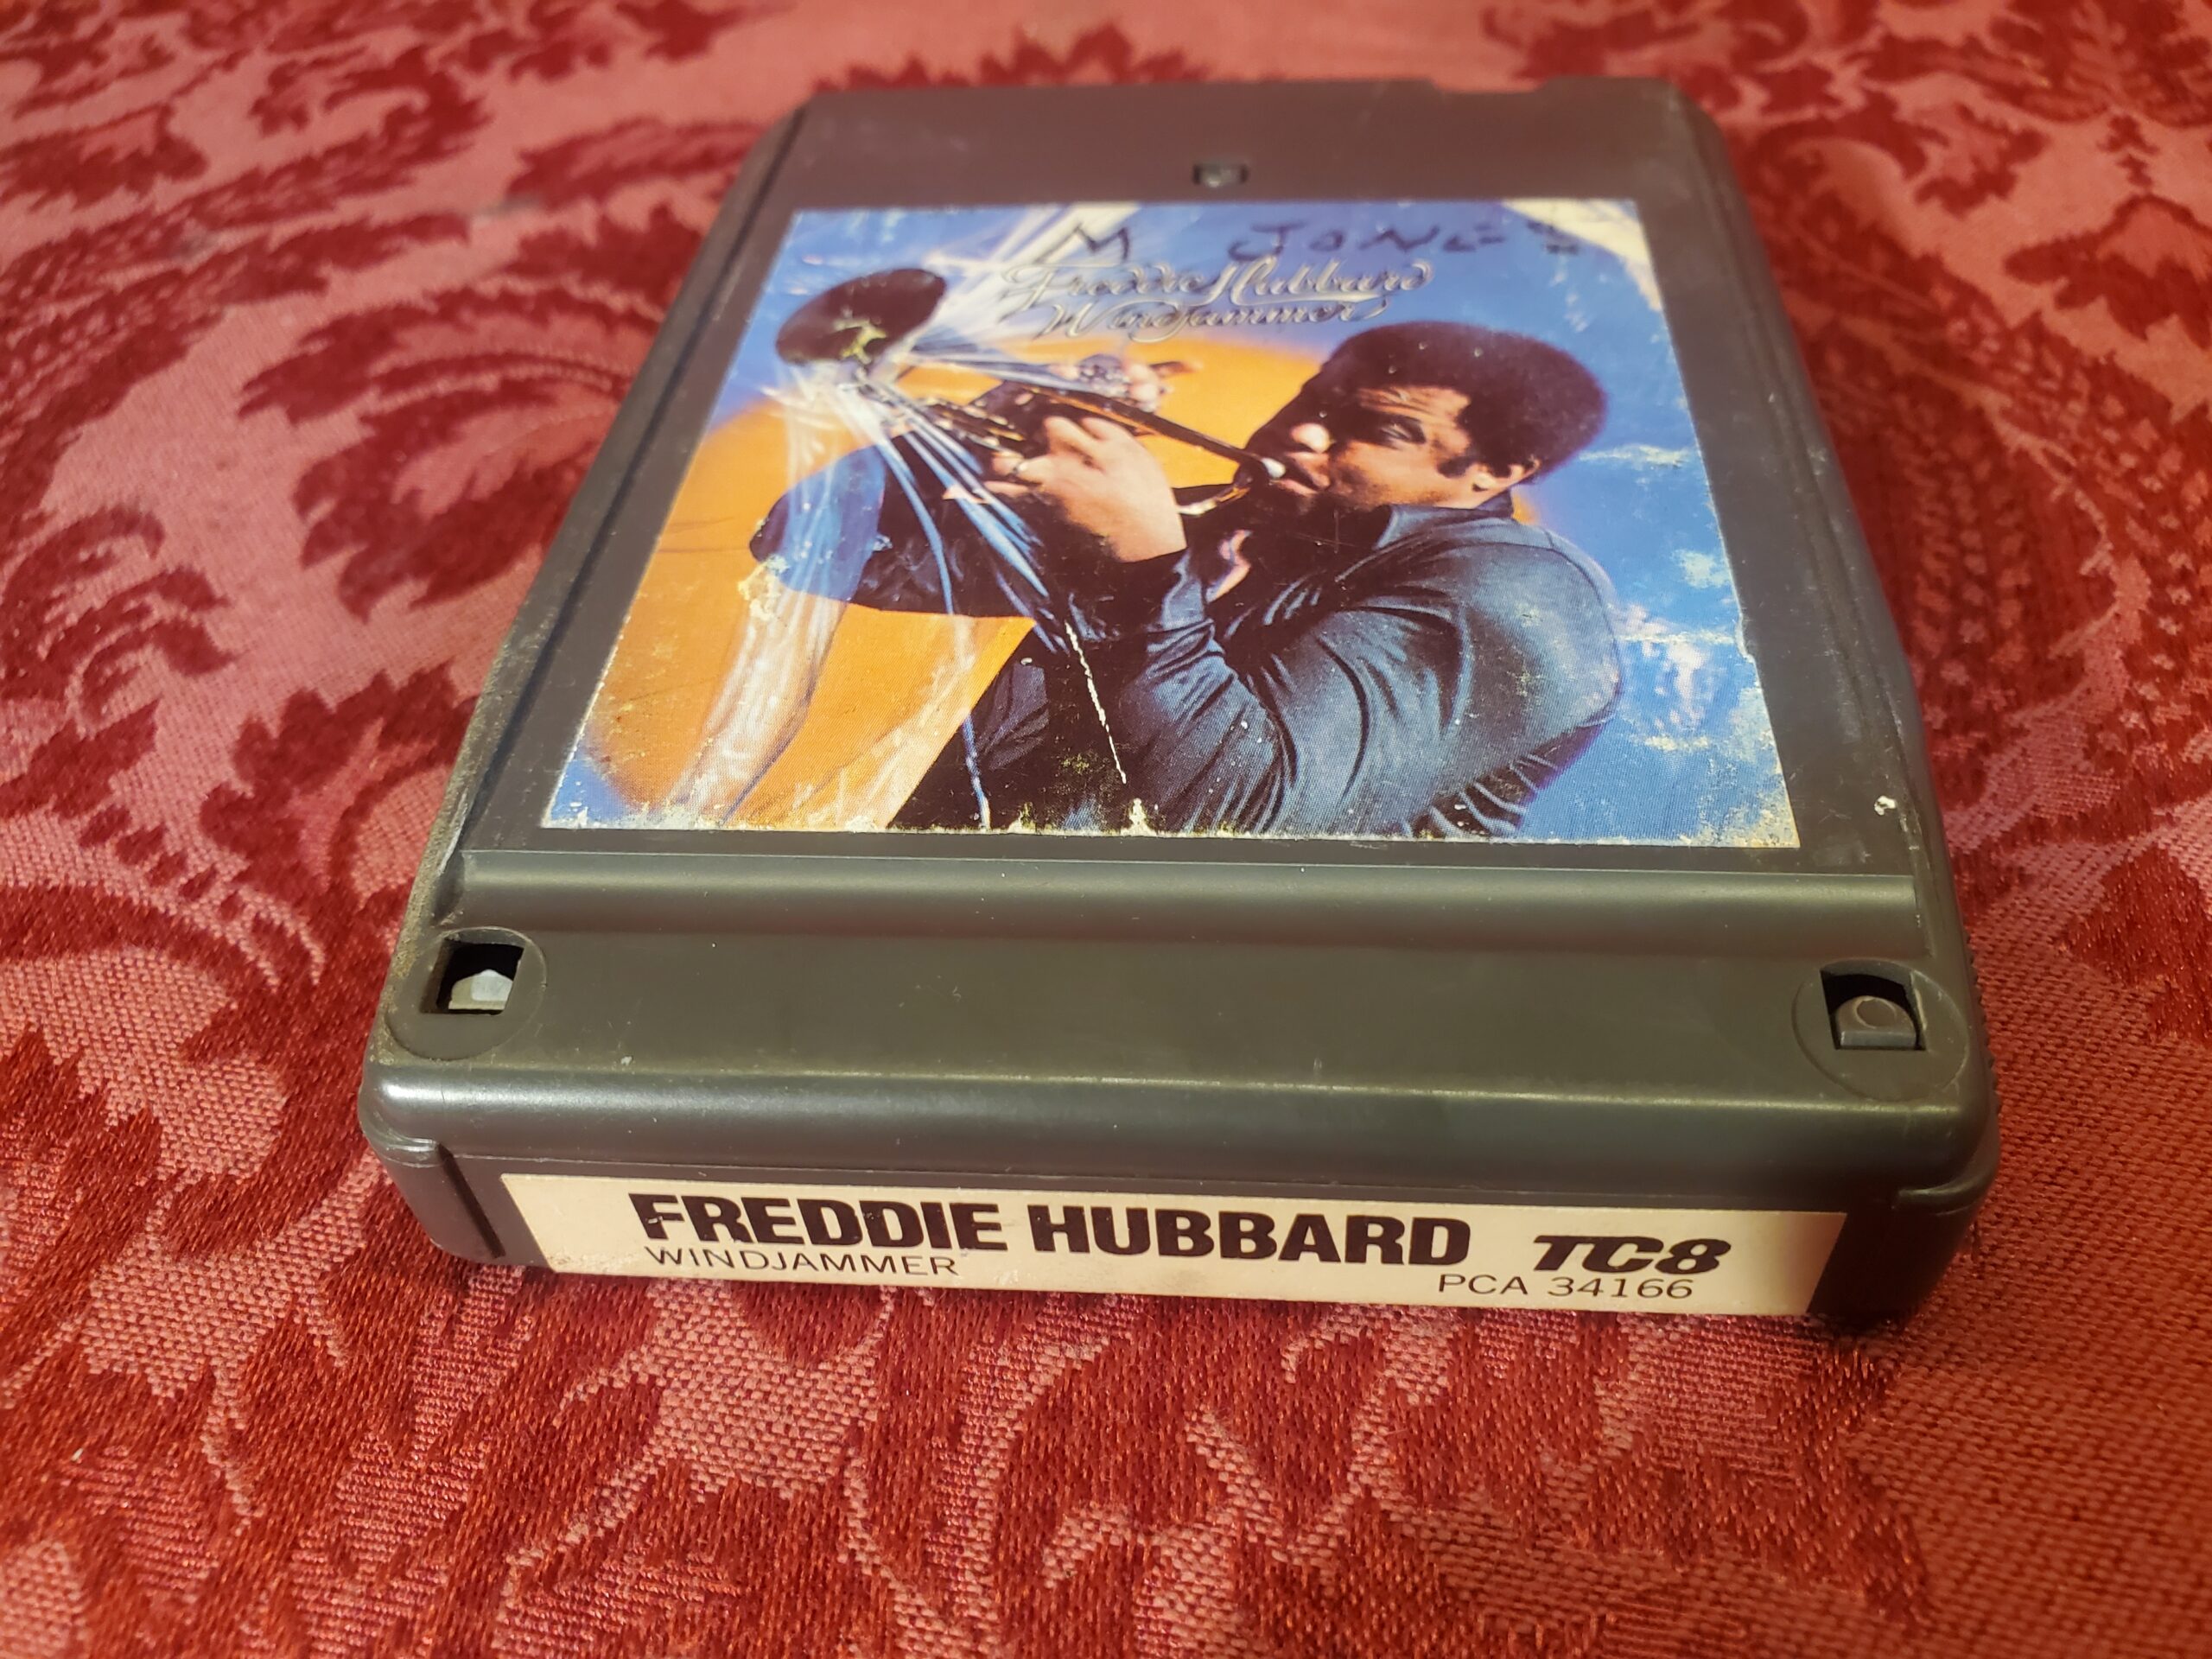 M JONES
Freddie Hubbard
Windjammer
FREDDIE HUBBARD TC8
WINDJAMMER
PCA 34166